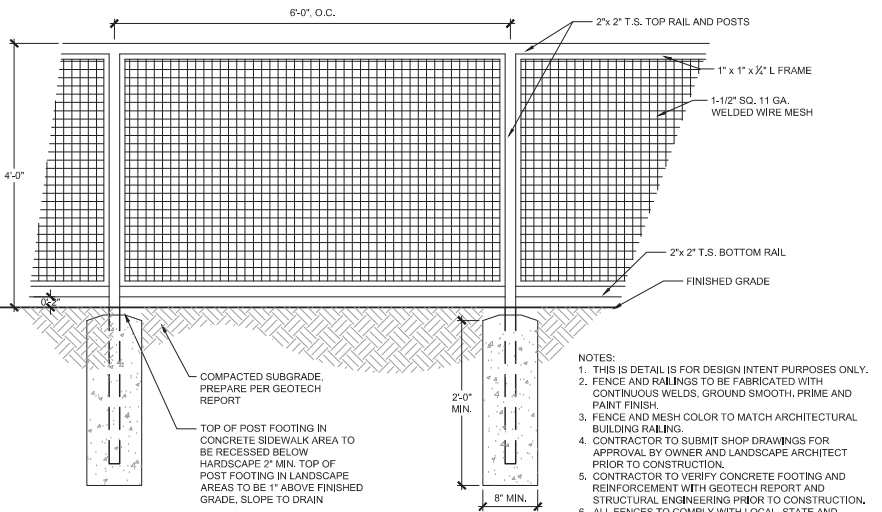 6'-0", O.C.
2"x 2" T.S. TOP RAIL AND POSTS
1" x 1" x ¼" L FRAME
1-1/2" SQ. 11 GA.
WELDED WIRE MESH
4'-0"
2"x 2" T.S. BOTTOM RAIL
FINISHED GRADE
0'-2"
COMPACTED SUBGRADE,
PREPARE PER GEOTECH
REPORT
TOP OF POST FOOTING IN
CONCRETE SIDEWALK AREA TO
BE RECESSED BELOW
HARDSCAPE 2" MIN. TOP OF
POST FOOTING IN LANDSCAPE
AREAS TO BE 1" ABOVE FINISHED
GRADE, SLOPE TO DRAIN
2'-0"
MIN.
8" MIN.
NOTES:
1. THIS IS DETAIL IS FOR DESIGN INTENT PURPOSES ONLY.
2. FENCE AND RAILINGS TO BE FABRICATED WITH
CONTINUOUS WELDS, GROUND SMOOTH. PRIME AND
PAINT FINISH.
3. FENCE AND MESH COLOR TO MATCH ARCHITECTURAL
BUILDING RAILING.
4. CONTRACTOR TO SUBMIT SHOP DRAWINGS FOR
APPROVAL BY OWNER AND LANDSCAPE ARCHITECT
PRIOR TO CONSTRUCTION.
5. CONTRACTOR TO VERIFY CONCRETE FOOTING AND
REINFORCEMENT WITH GEOTECH REPORT AND
STRUCTURAL ENGINEERING PRIOR TO CONSTRUCTION.
6. ALL FENCES TO COMPLY WITH LOCAL, STATE AND